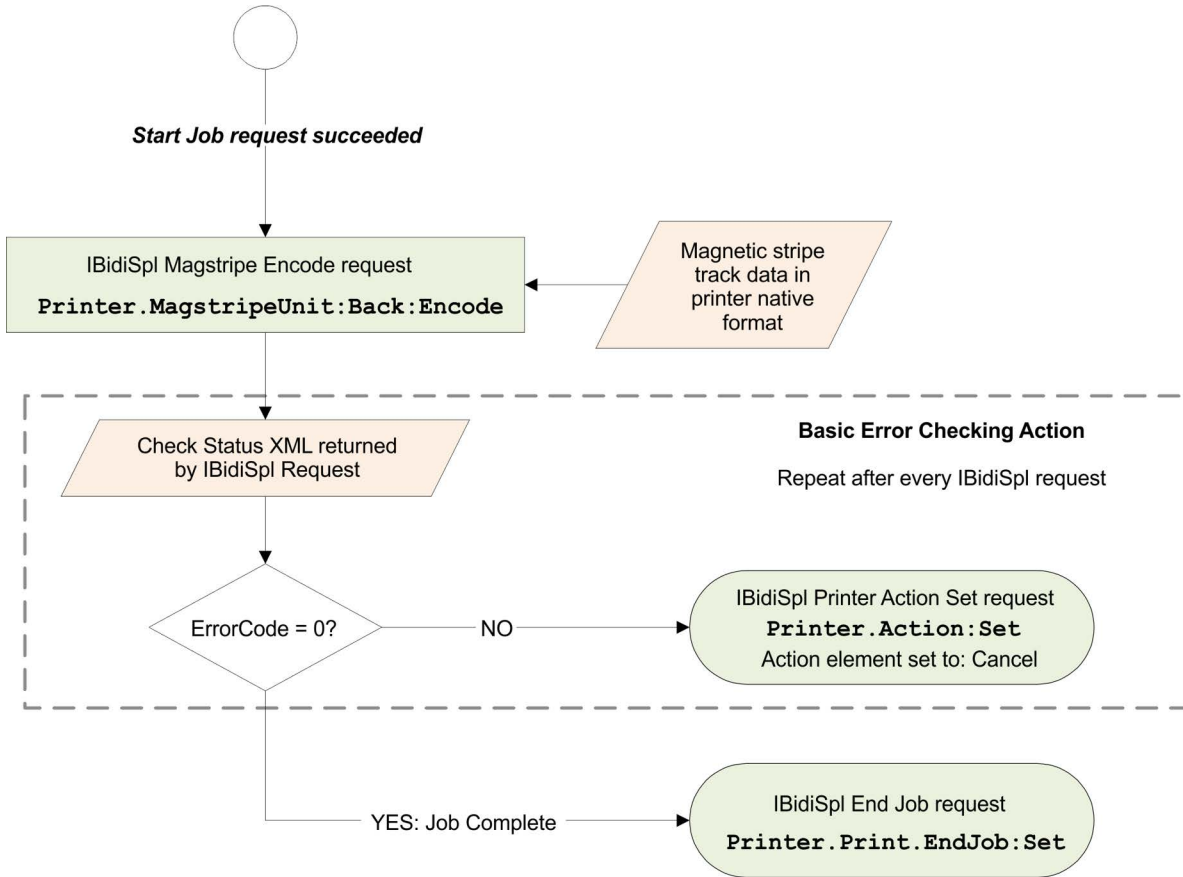 Start Job request succeeded
IBidiSpl Magstripe Encode request
Printer.MagstripeUnit:Back:Encode
Magnetic stripe
track data in
printer native
format
Check Status XML returned
by IBidiSpl Request
Basic Error Checking Action
Repeat after every IBidiSpl request
ErrorCode = 0?
NO
IBidiSpl Printer Action Set request
Printer.Action:Set
Action element set to: Cancel
YES: Job Complete
IBidiSpl End Job request
Printer.Print.EndJob:Set